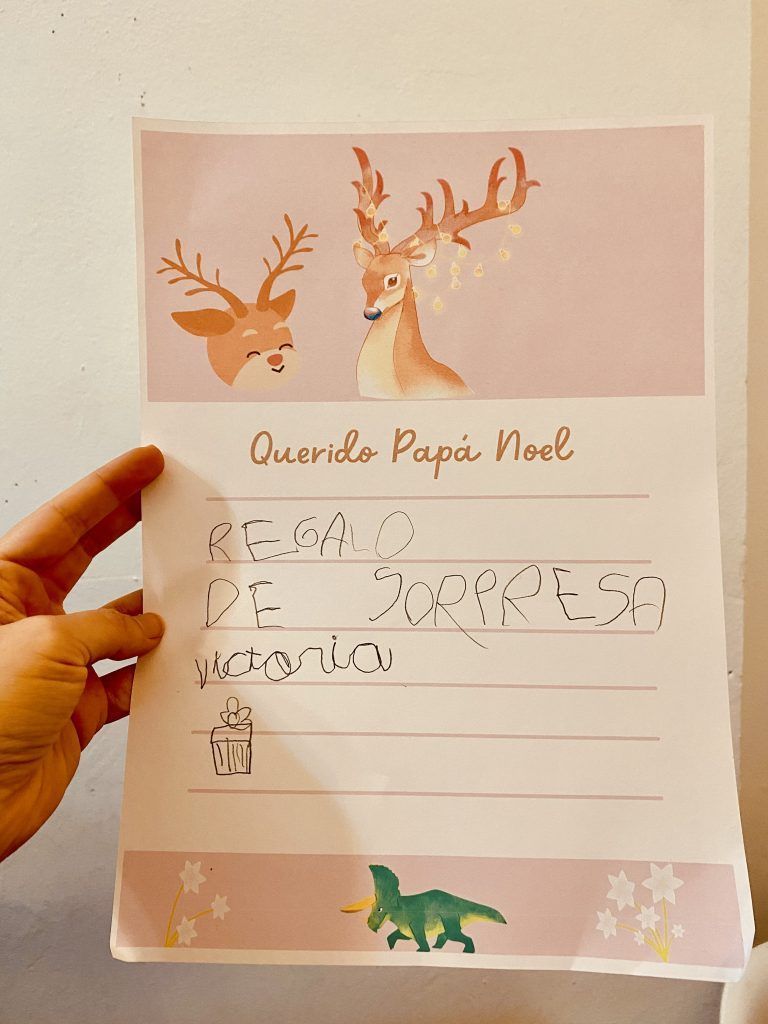 Querido Papá Noel
REGALO
DE SORPRESA
victoria